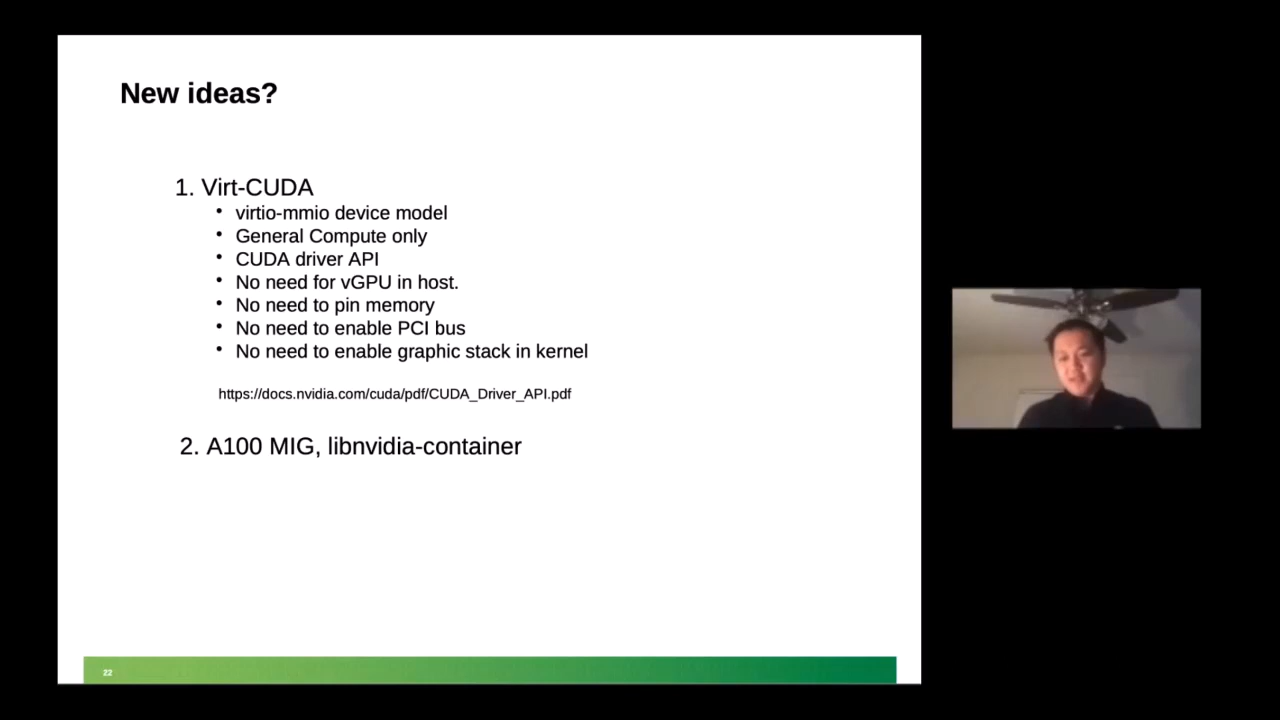 New ideas?
1. Virt-CUDA
• virtio-mmio device model
• General Compute only
• CUDA driver API
• No need for vGPU in host.
• No need to pin memory
• No need to enable PCI bus
• No need to enable graphic stack in kernel
https://docs.nvidia.com/cuda/pdf/CUDA_Driver_API.pdf
2. A100 MIG, libnvidia-container
22